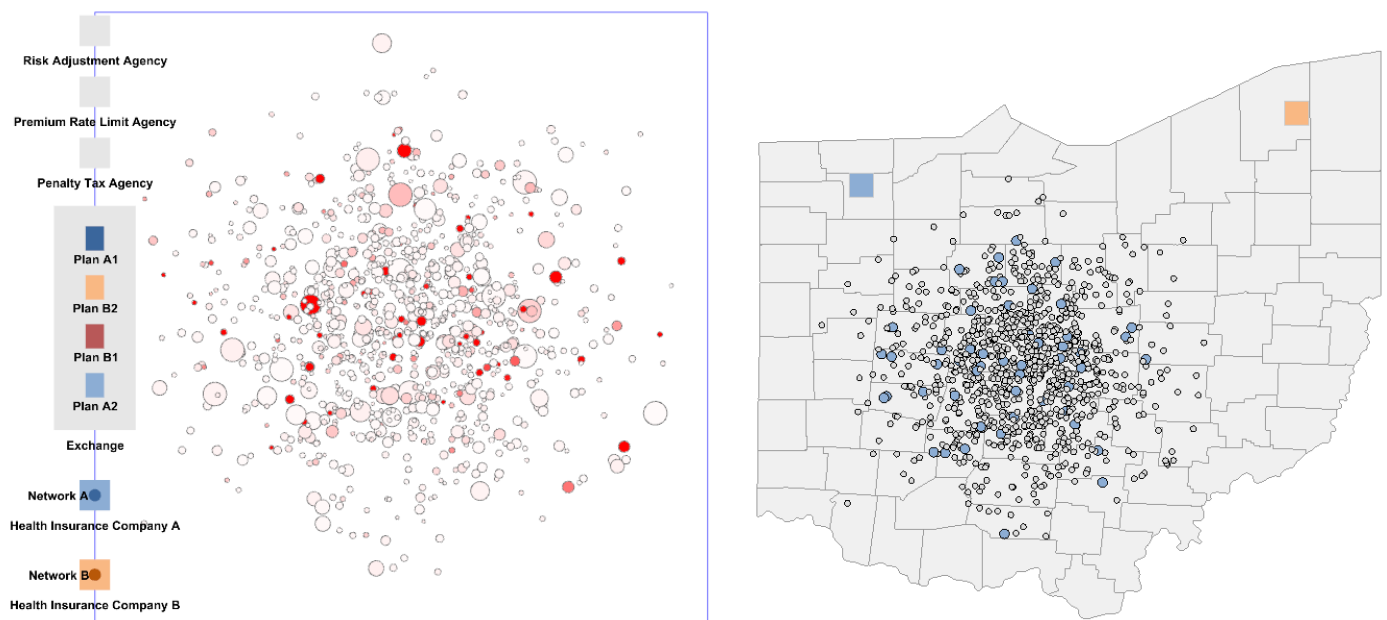 Risk Adjustment Agency
Premium Rate Limit Agency
Penalty Tax Agency
Plan A1
Plan B2
Plan B1
Plan A2
Exchange
Network A
Health Insurance Company A
Network B
Health Insurance Company B